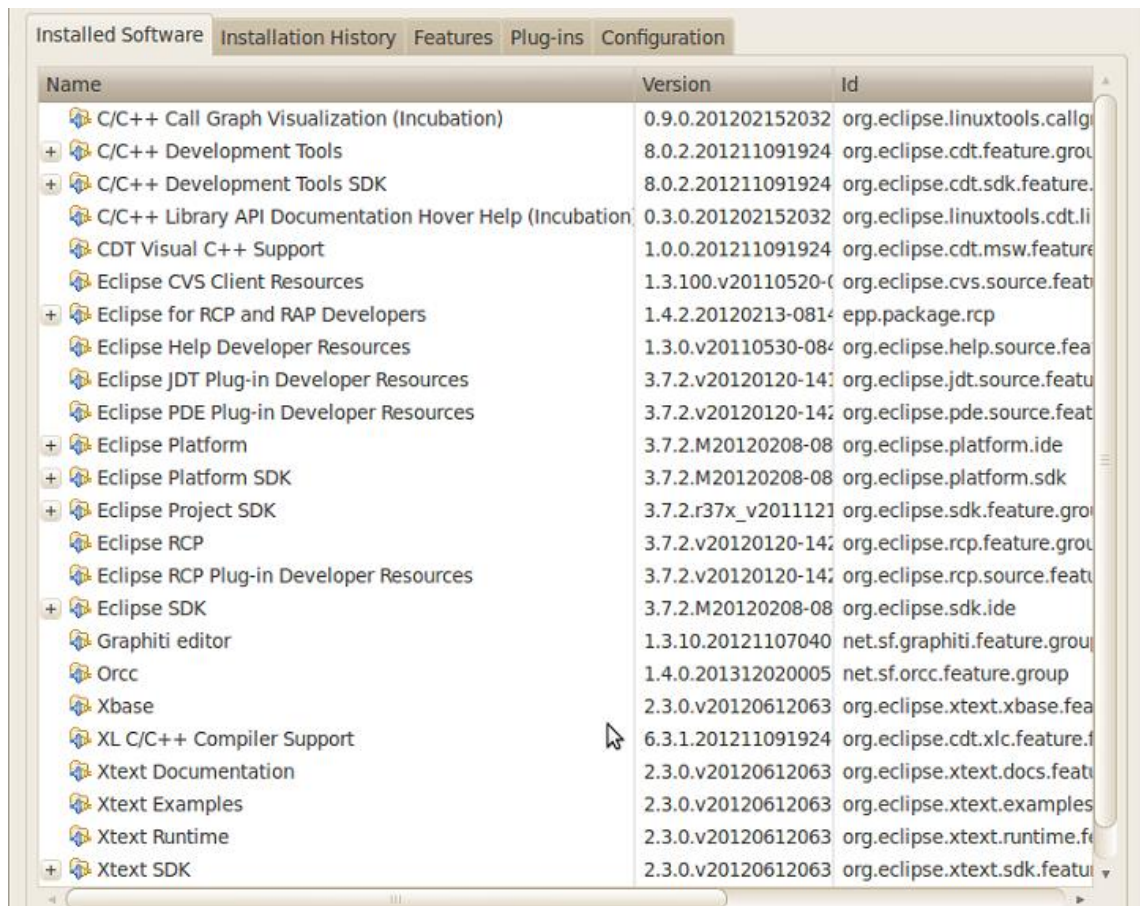 Installed Software Installation History Features Plug-ins Configuration
Name Version Id
C/C++ Call Graph Visualization (Incubation) 0.9.0.201202152032 org.eclipse.linuxtools.callg
+ C/C++ Development Tools 8.0.2.201211091924 org.eclipse.cdt.feature.grou
+ C/C++ Development Tools SDK 8.0.2.201211091924 org.eclipse.cdt.sdk.feature.
C/C++ Library API Documentation Hover Help (Incubation) 0.3.0.201202152032 org.eclipse.linuxtools.cdt.li
CDT Visual C++ Support 1.0.0.201211091924 org.eclipse.cdt.msw.feature
Eclipse CVS Client Resources 1.3.100.v20110520-0 org.eclipse.cvs.source.feat
+ Eclipse for RCP and RAP Developers 1.4.2.20120213-0814 epp.package.rcp
Eclipse Help Developer Resources 1.3.0.v20110530-084 org.eclipse.help.source.fea
Eclipse JDT Plug-in Developer Resources 3.7.2.v20120120-141 org.eclipse.jdt.source.featu
Eclipse PDE Plug-in Developer Resources 3.7.2.v20120120-142 org.eclipse.pde.source.feat
+ Eclipse Platform 3.7.2.M20120208-08 org.eclipse.platform.ide
+ Eclipse Platform SDK 3.7.2.M20120208-08 org.eclipse.platform.sdk
+ Eclipse Project SDK 3.7.2.r37x_v2011121 org.eclipse.sdk.feature.grou
Eclipse RCP 3.7.2.v20120120-142 org.eclipse.rcp.feature.grou
Eclipse RCP Plug-in Developer Resources 3.7.2.v20120120-142 org.eclipse.rcp.source.featu
+ Eclipse SDK 3.7.2.M20120208-08 org.eclipse.sdk.ide
Graphiti editor 1.3.10.20121107040 net.sf.graphiti.feature.grou
Orcc 1.4.0.201312020005 net.sf.orcc.feature.group
Xbase 2.3.0.v20120612063 org.eclipse.xtext.xbase.fea
XL C/C++ Compiler Support 6.3.1.201211091924 org.eclipse.cdt.xlc.feature.f
Xtext Documentation 2.3.0.v20120612063 org.eclipse.xtext.docs.featu
Xtext Examples 2.3.0.v20120612063 org.eclipse.xtext.examples
Xtext Runtime 2.3.0.v20120612063 org.eclipse.xtext.runtime.fe
+ Xtext SDK 2.3.0.v20120612063 org.eclipse.xtext.sdk.featu